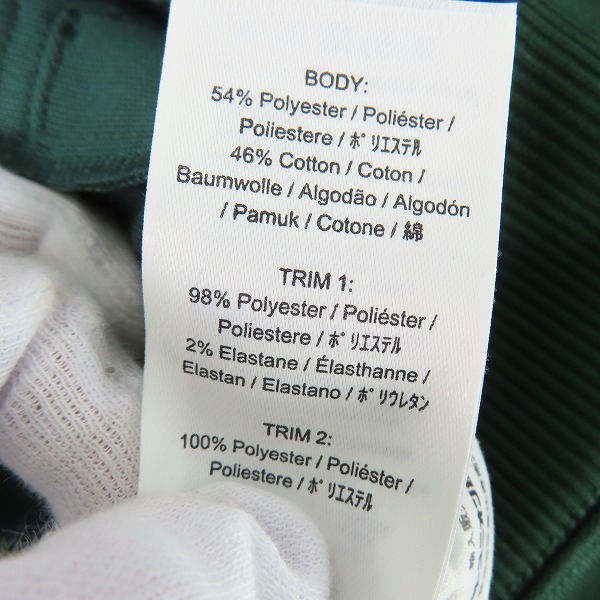 BODY:
54% Polyester / Poliéster /
Poliestere / ﾎﾟﾘｴｽﾃﾙ
46% Cotton / Coton /
Baumwolle / Algodão / Algodón
/ Pamuk / Cotone / 綿
TRIM 1:
98% Polyester / Poliéster /
Poliestere / ﾎﾟﾘｴｽﾃﾙ
2% Elastane / Élasthanne /
Elastan / Elastano / ﾎﾟﾘｳﾚﾀﾝ
TRIM 2:
100% Polyester / Poliéster /
Poliestere / ﾎﾟﾘｴｽﾃﾙ